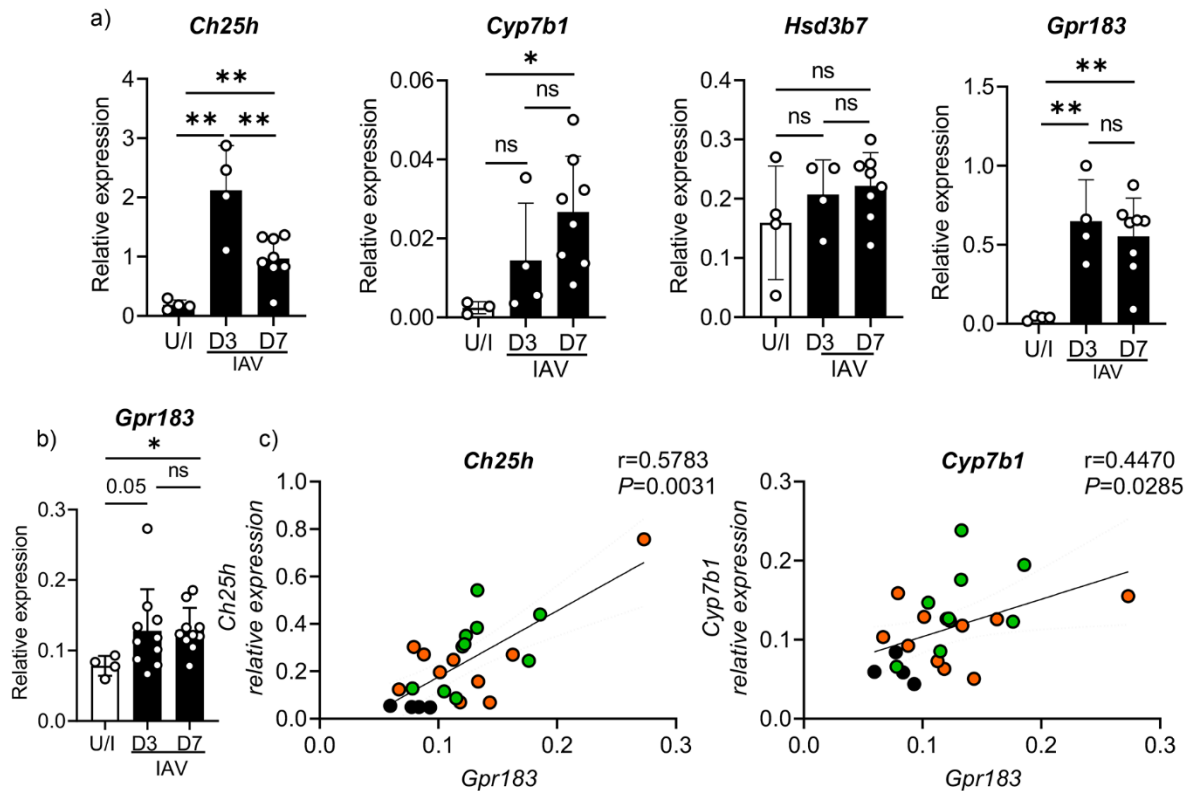 a)
Ch25h
Relative expression
4
3
2
1
0
**
**
**
U/I
D3
D7
IAV
Cyp7b1
Relative expression
0.06
0.04
0.02
0.00
*
ns
ns
U/I
D3
D7
IAV
Hsd3b7
Relative expression
0.4
0.3
0.2
0.1
0.0
ns
ns
ns
U/I
D3
D7
IAV
Gpr183
Relative expression
1.5
1.0
0.5
0.0
**
**
ns
U/I
D3
D7
IAV
b)
Gpr183
Relative expression
0.3
0.2
0.1
0.0
*
0.05
ns
U/I
D3
D7
IAV
c)
Ch25h
r=0.5783
P=0.0031
Ch25h
relative expression
1.0
0.8
0.6
0.4
0.2
0.0
0.0
0.1
0.2
0.3
Gpr183
Cyp7b1
r=0.4470
P=0.0285
Cyp7b1
relative expression
0.3
0.2
0.1
0.0
0.0
0.1
0.2
0.3
Gpr183